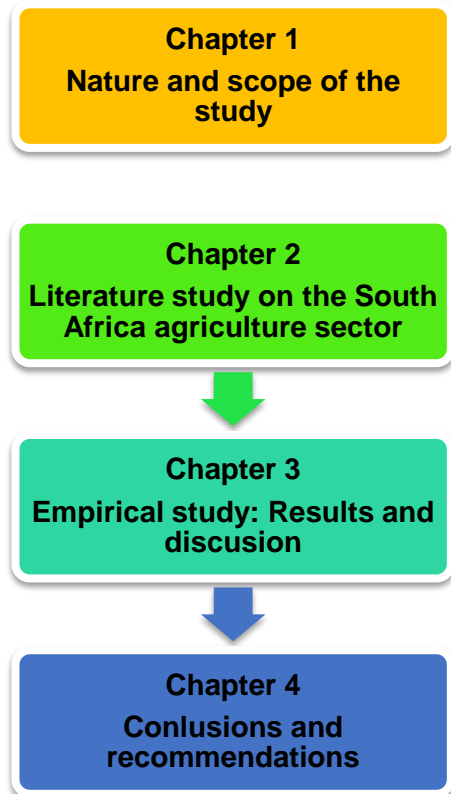 Chapter 1
Nature and scope of the
study
Chapter 2
Literature study on the South
Africa agriculture sector
Chapter 3
Empirical study: Results and
discusion
Chapter 4
Conlusions and
recommendations